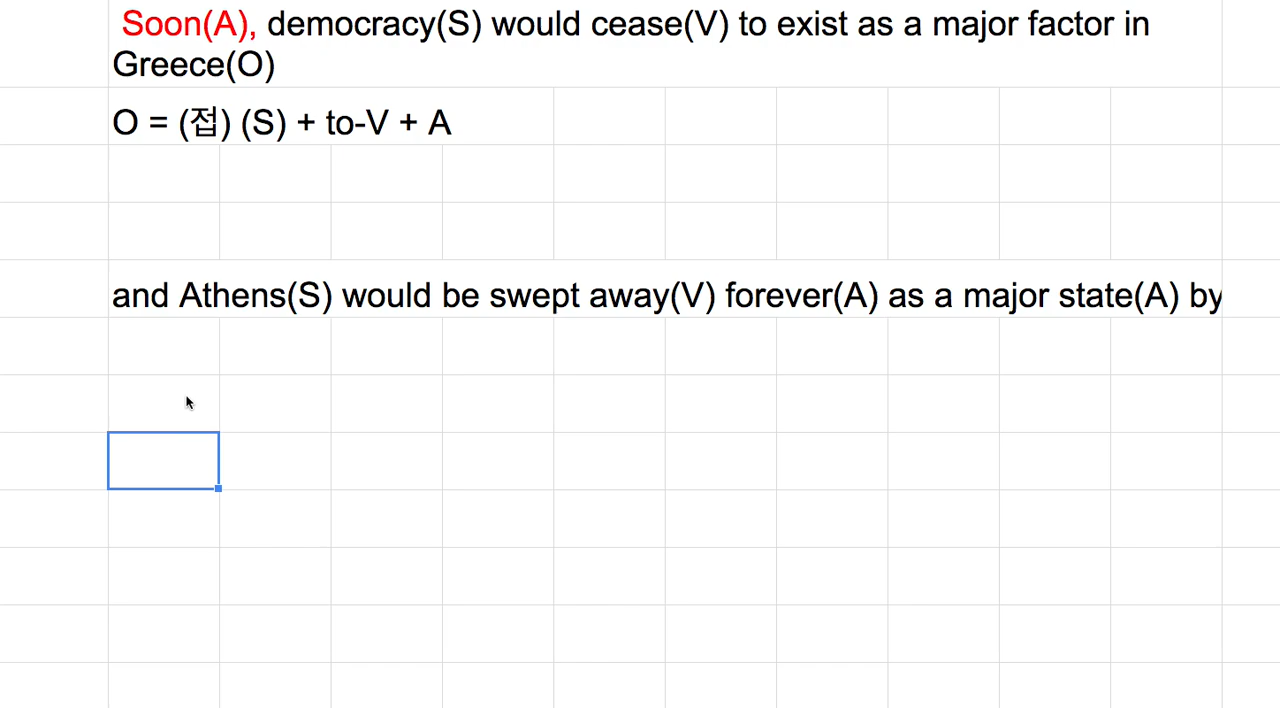 Soon(A), democracy(S) would cease(V) to exist as a major factor in
Greece(O)
O = (접) (S) + to-V + A
and Athens(S) would be swept away(V) forever(A) as a major state(A) by